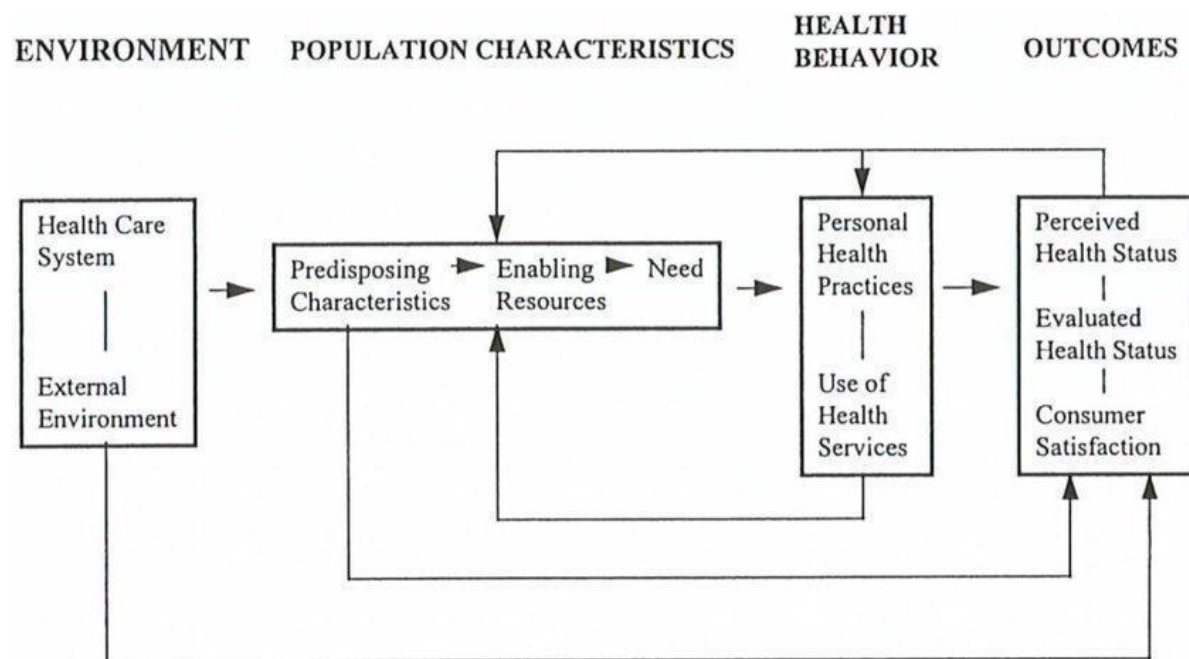 ENVIRONMENT
POPULATION CHARACTERISTICS
HEALTH
BEHAVIOR
OUTCOMES
Health Care
System
External
Environment
Predisposing
Characteristics
Enabling
Resources
Need
Personal
Health
Practices
Use of
Health
Services
Perceived
Health Status
Evaluated
Health Status
Consumer
Satisfaction